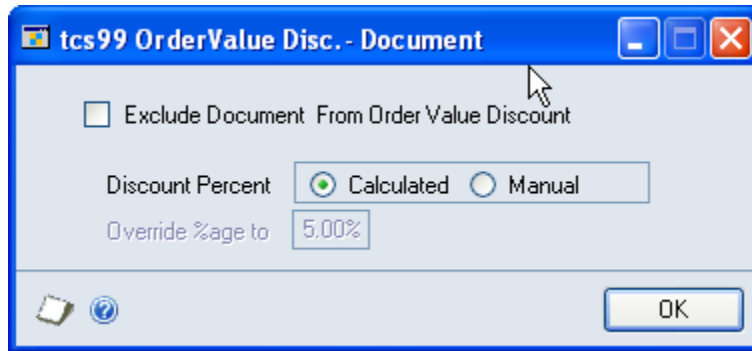 tcs99 OrderValue Disc. - Document
Exclude Document From Order Value Discount
Discount Percent Calculated Manual
Override %age to 5.00%
OK